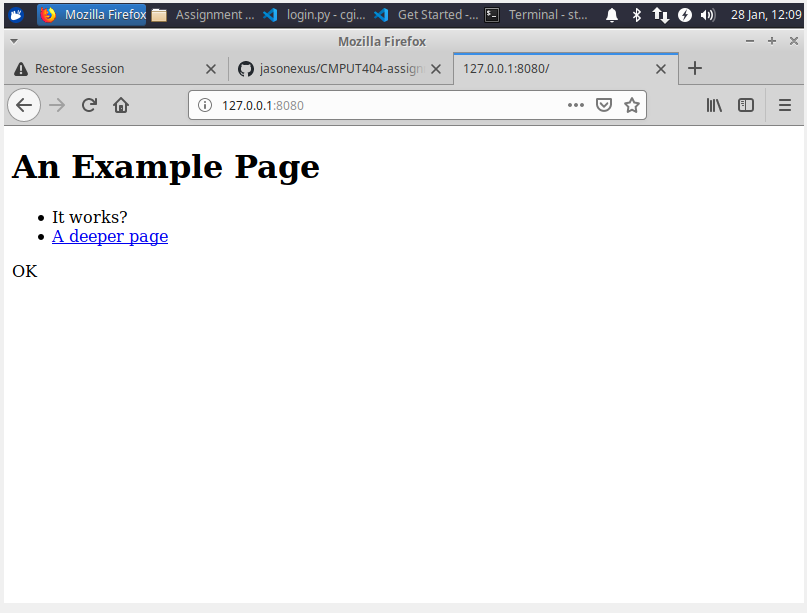 Mozilla Firefox Assignment ... login.py - cgi... Get Started -... Terminal - st... 28 Jan, 12:09
Mozilla Firefox
Restore Session jasonexus/CMPUT404-assign 127.0.0.1:8080/
127.0.0.1:8080
An Example Page
It works?
A deeper page
OK